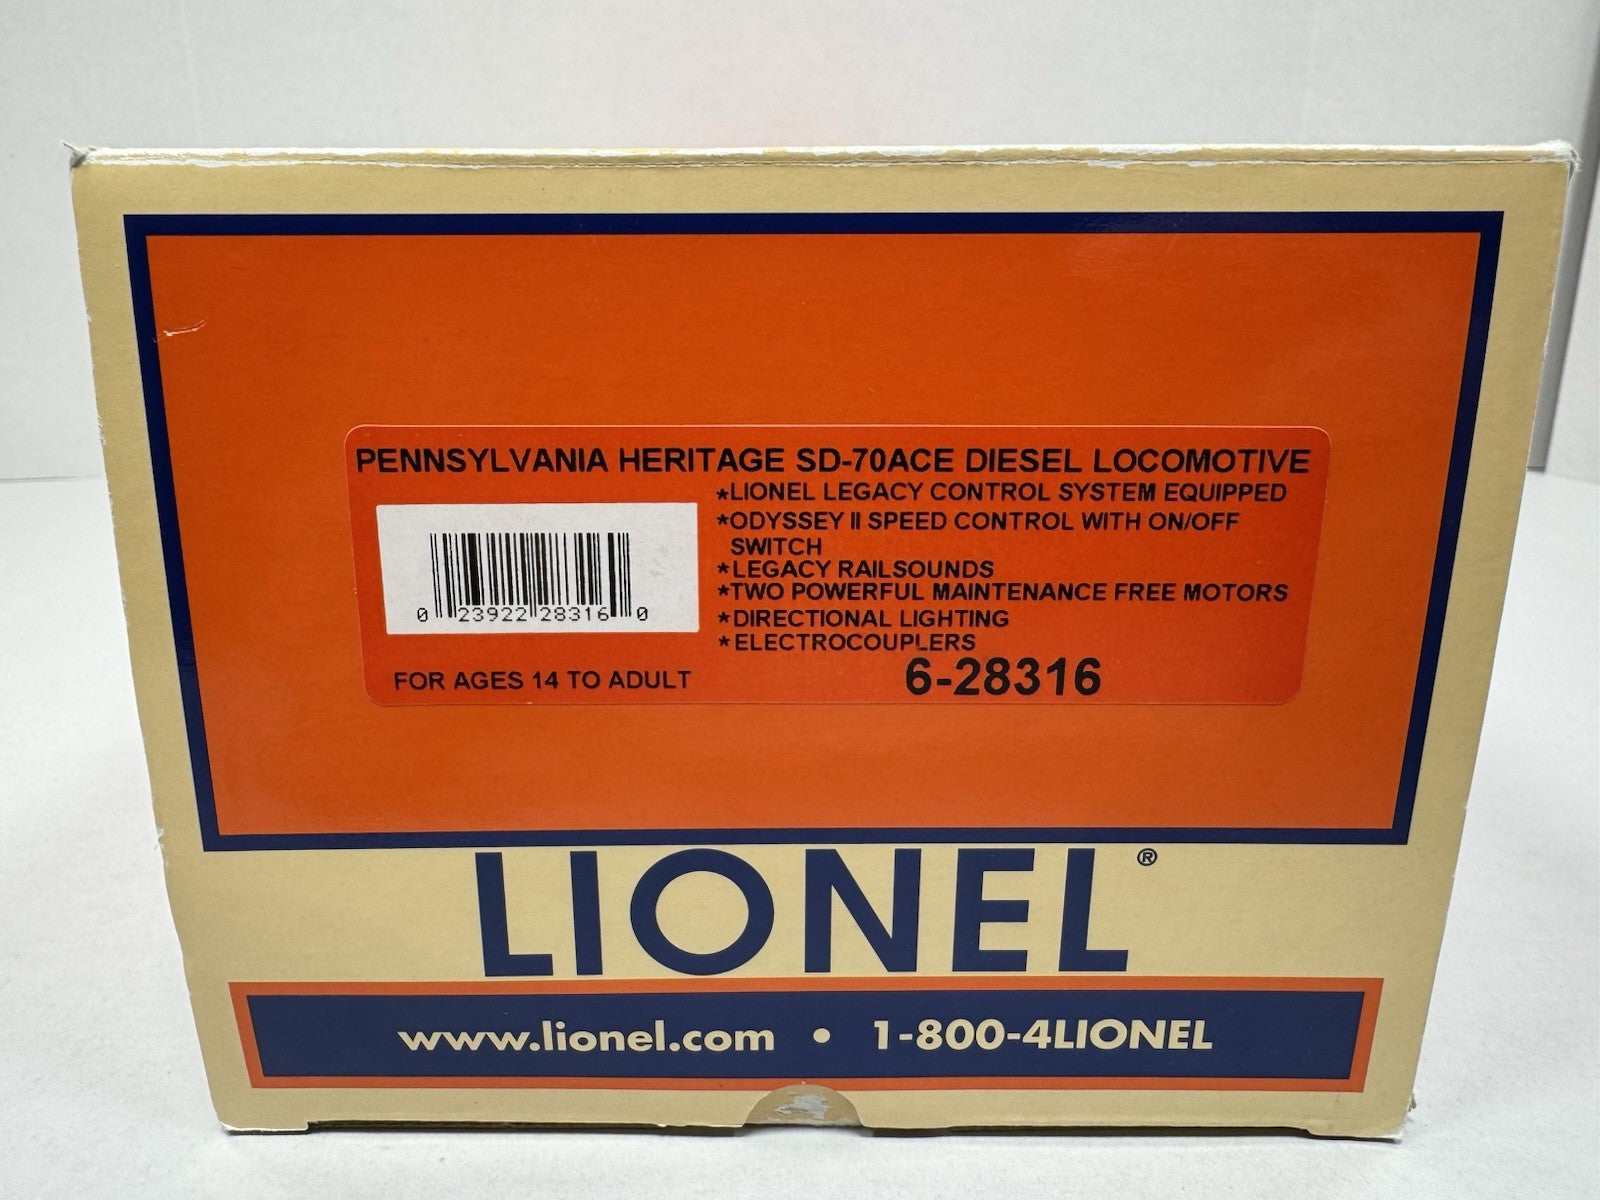 PENNSYLVANIA HERITAGE SD-70ACE DIESEL LOCOMOTIVE
*LIONEL LEGACY CONTROL SYSTEM EQUIPPED
*ODYSSEY II SPEED CONTROL WITH ON/OFF
SWITCH
*LEGACY RAILSOUNDS
*TWO POWERFUL MAINTENANCE FREE MOTORS
*DIRECTIONAL LIGHTING
*ELECTROCOUPLERS
0 23922 28316 0
FOR AGES 14 TO ADULT
6-28316
LIONEL®
www.lionel.com • 1-800-4LIONEL